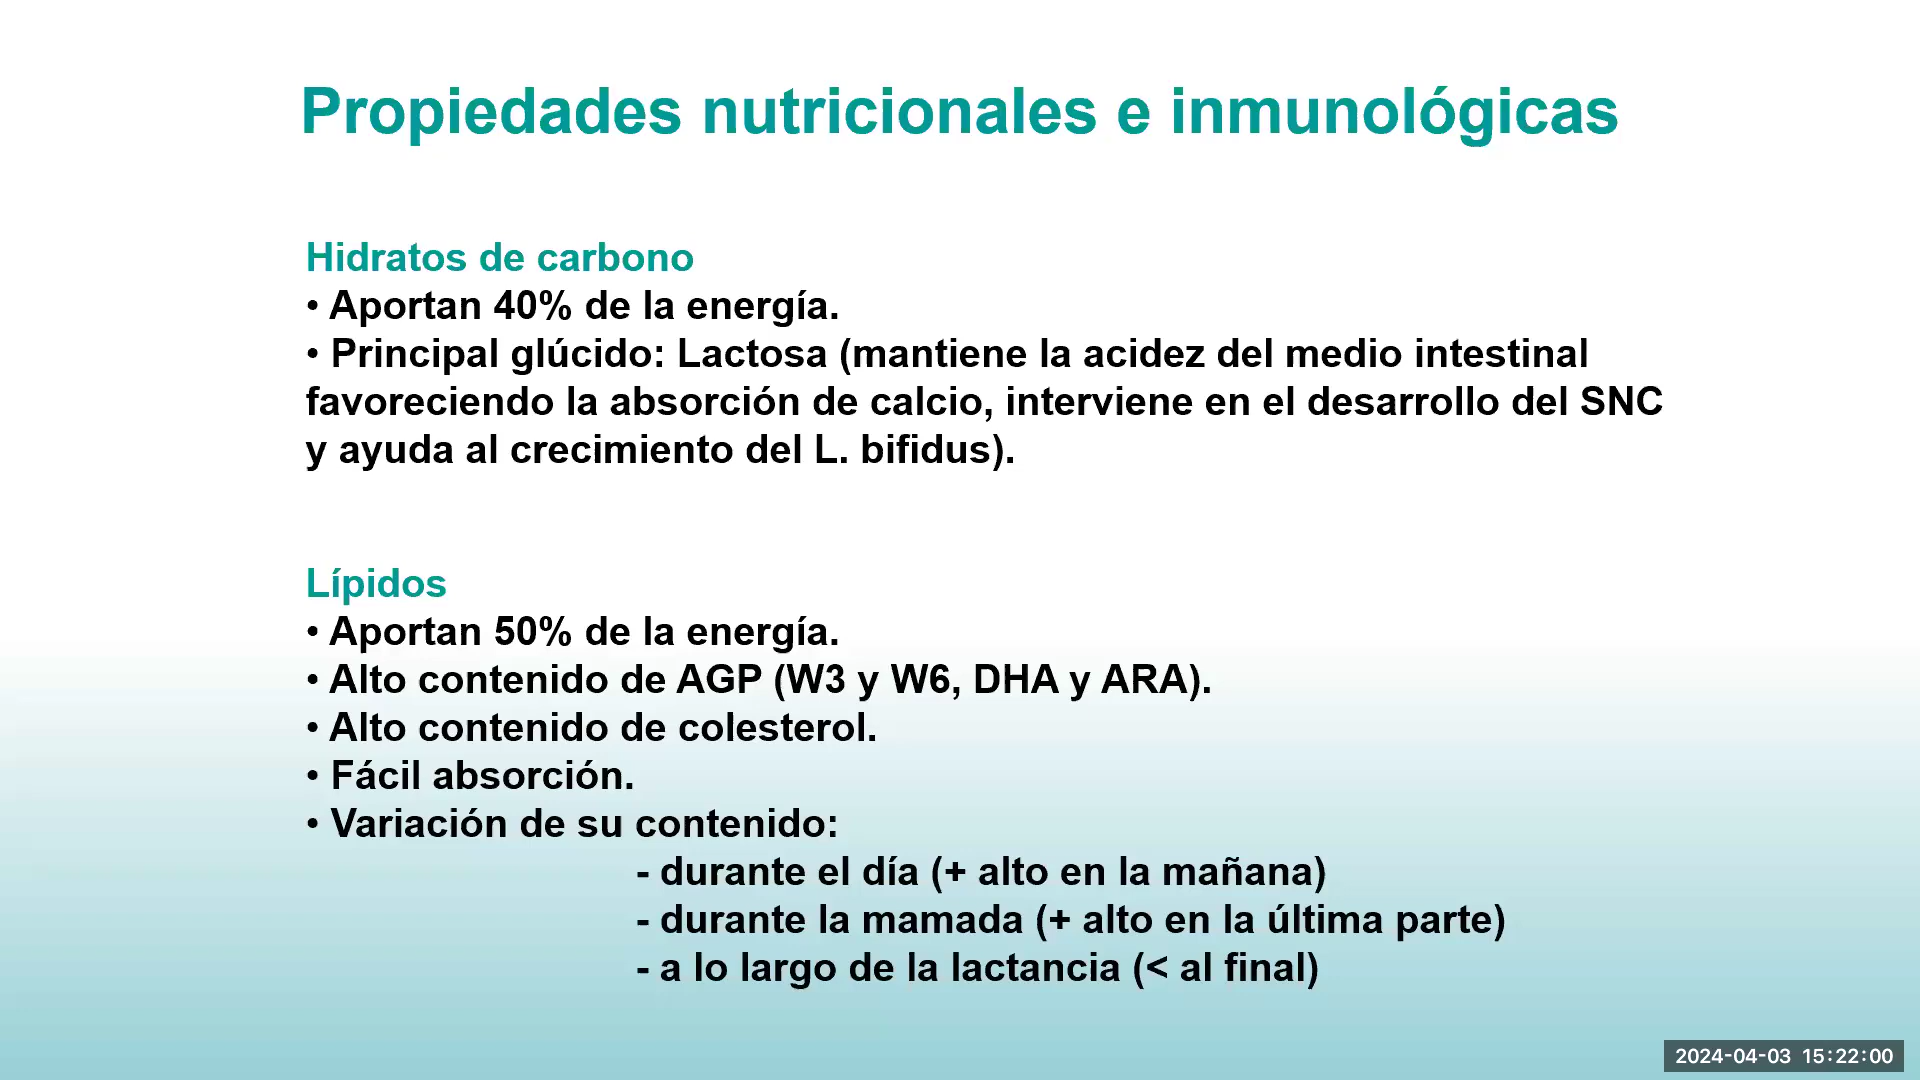 Propiedades nutricionales e inmunológicas
Hidratos de carbono
• Aportan 40% de la energía.
• Principal glúcido: Lactosa (mantiene la acidez del medio intestinal
favoreciendo la absorción de calcio, interviene en el desarrollo del SNC
y ayuda al crecimiento del L. bifidus).
Lípidos
• Aportan 50% de la energía.
• Alto contenido de AGP (W3 y W6, DHA y ARA).
• Alto contenido de colesterol.
• Fácil absorción.
• Variación de su contenido:
- durante el día (+ alto en la mañana)
- durante la mamada (+ alto en la última parte)
- a lo largo de la lactancia (< al final)
2024-04-03 15:22:00